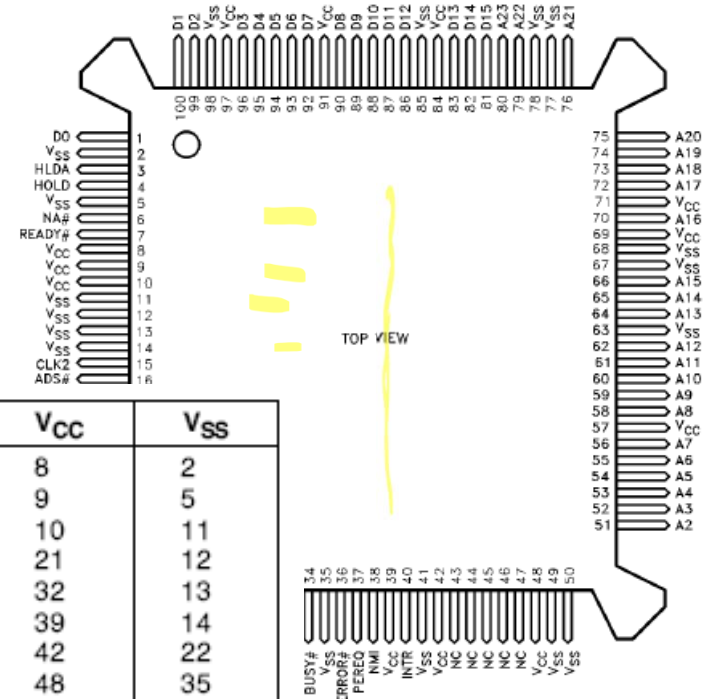 D1 D2 VSS VCC D3 D4 D5 D6 D7 VCC D8 D9 D10 D11 D12 VSS VCC D13 D14 D15 A23 A22 VSS VSS A21
100 99 98 97 96 95 94 93 92 91 90 89 88 87 86 85 84 83 82 81 80 79 78 77 76
D0 1
VSS 2
HLDA 3
HOLD 4
VSS 5
NA# 6
READY# 7
VCC 8
VCC 9
VCC 10
VSS 11
VSS 12
VSS 13
VSS 14
CLK2 15
ADS# 16
TOP VIEW
75 A20
74 A19
73 A18
72 A17
71 VCC
70 A16
69 VCC
68 VSS
67 VSS
66 A15
65 A14
64 A13
63 VSS
62 A12
61 A11
60 A10
59 A9
58 A8
57 VCC
56 A7
55 A6
54 A5
53 A4
52 A3
51 A2
VCC VSS
8 2
9 5
10 11
21 12
32 13
39 14
42 22
48 35
34 35 36 37 38 39 40 41 42 43 44 45 46 47 48 49 50
BUSY# VSS ERROR# PEREQ NMI VCC INTR VSS VCC NC NC NC NC NC VCC VSS VSS